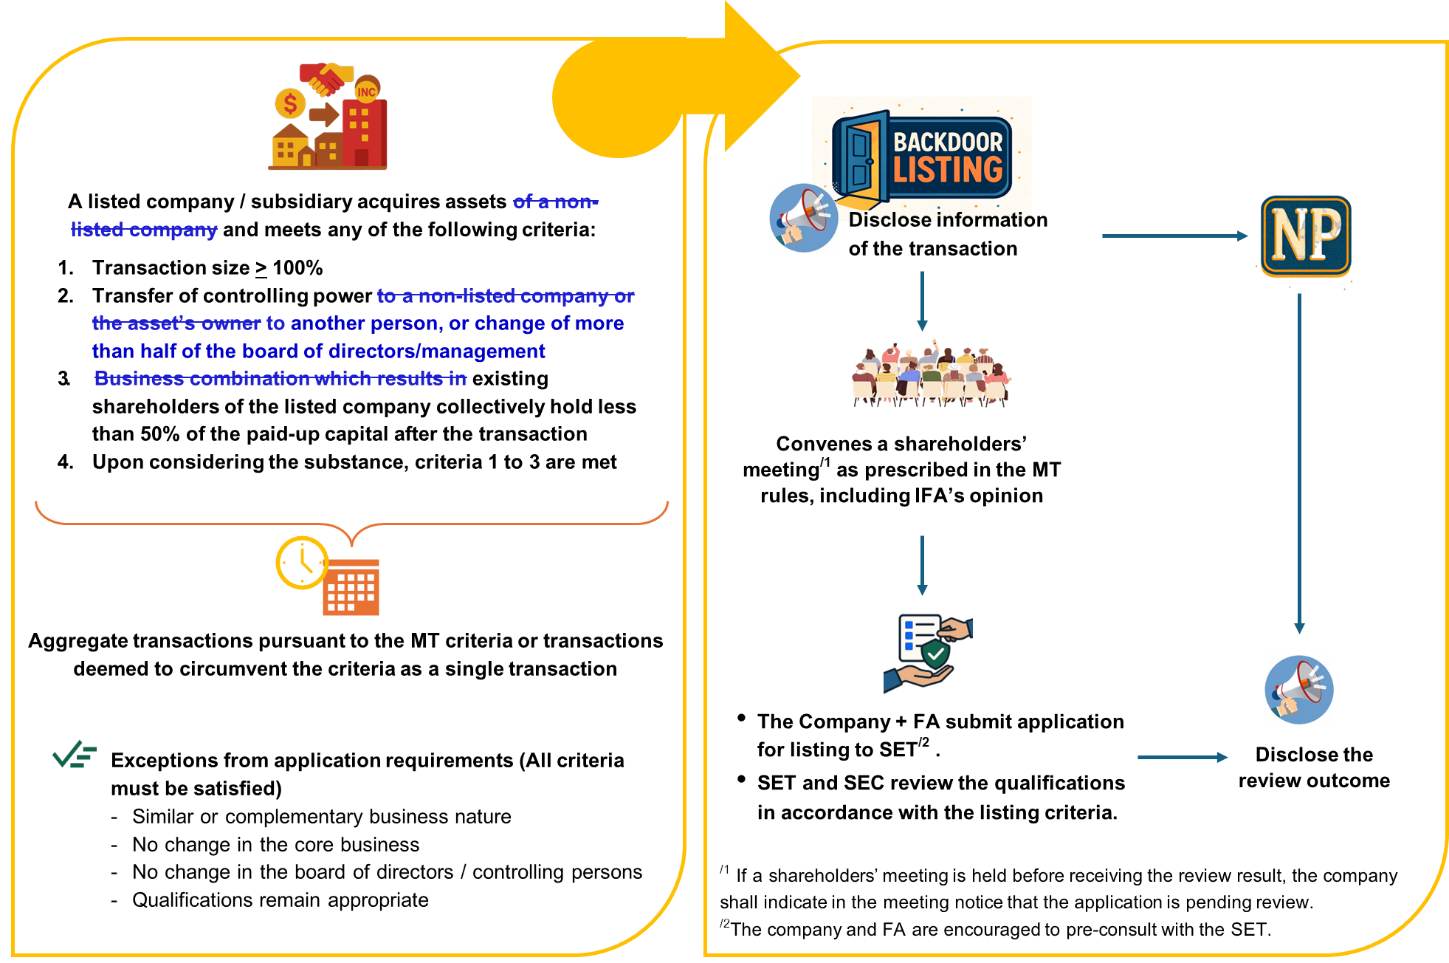 $
INC
A listed company / subsidiary acquires assets of a non-
listed company and meets any of the following criteria:
1. Transaction size ≥ 100%
2. Transfer of controlling power to a non-listed company or
the asset's owner to another person, or change of more
than half of the board of directors/management
3. Business combination which results in existing
shareholders of the listed company collectively hold less
than 50% of the paid-up capital after the transaction
4. Upon considering the substance, criteria 1 to 3 are met
Aggregate transactions pursuant to the MT criteria or transactions
deemed to circumvent the criteria as a single transaction
Exceptions from application requirements (All criteria
must be satisfied)
- Similar or complementary business nature
- No change in the core business
- No change in the board of directors / controlling persons
- Qualifications remain appropriate
BACKDOOR
LISTING
Disclose information
of the transaction
NP
Convenes a shareholders'
meeting/1 as prescribed in the MT
rules, including IFA's opinion
• The Company + FA submit application
for listing to SET/2 .
• SET and SEC review the qualifications
in accordance with the listing criteria.
Disclose the
review outcome
/1 If a shareholders' meeting is held before receiving the review result, the company
shall indicate in the meeting notice that the application is pending review.
/2The company and FA are encouraged to pre-consult with the SET.